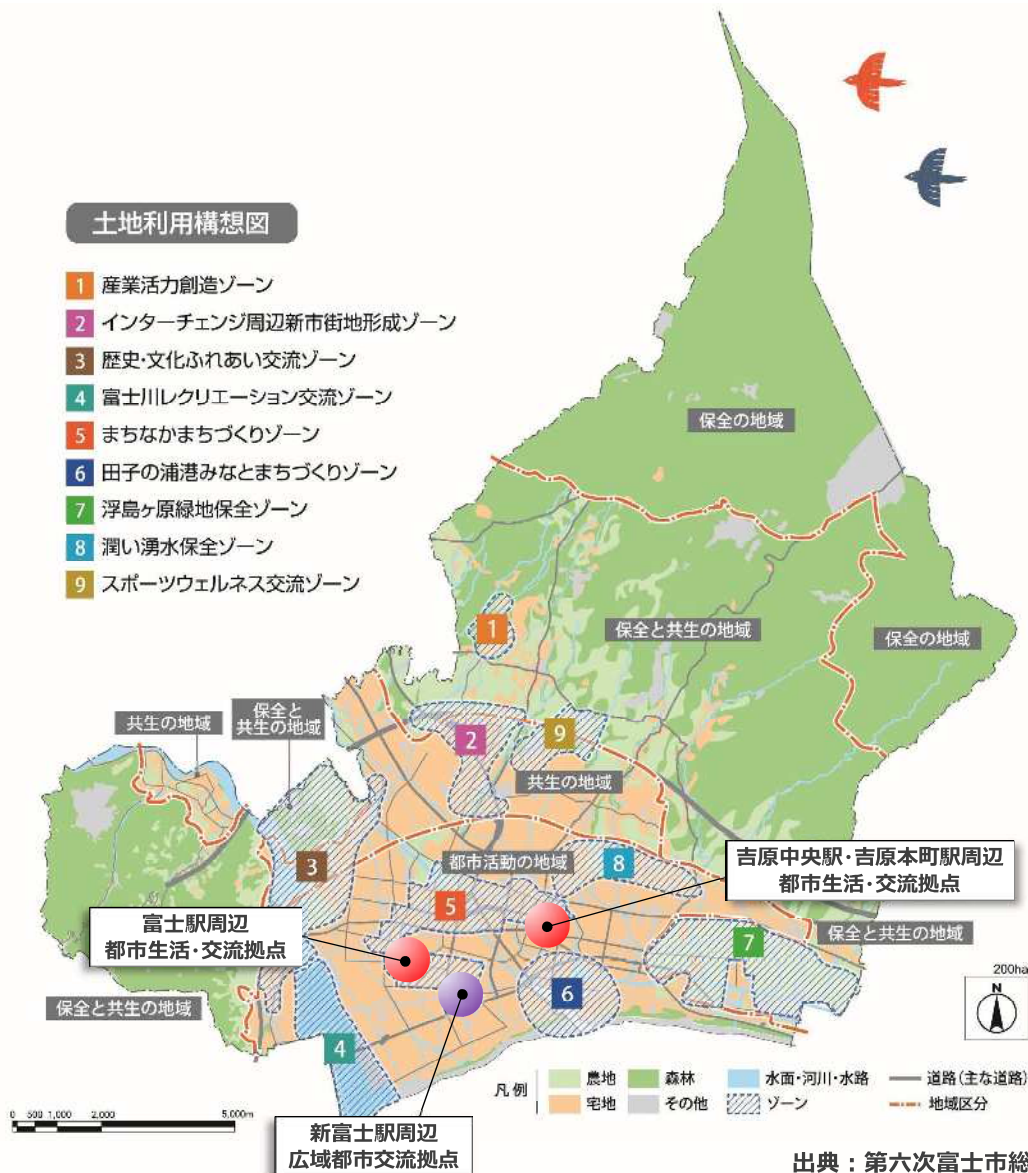 土地利用構想図
1 産業活力創造ゾーン
2 インターチェンジ周辺新市街地形成ゾーン
3 歴史・文化ふれあい交流ゾーン
4 富士川レクリエーション交流ゾーン
5 まちなかまちづくりゾーン
6 田子の浦港みなとまちづくりゾーン
7 浮島ヶ原緑地保全ゾーン
8 潤い湧水保全ゾーン
9 スポーツウェルネス交流ゾーン
保全の地域
1
保全と共生の地域
保全の地域
共生の地域
保全と
共生の地域
2
9
共生の地域
3
都市活動の地域
8
吉原中央駅・吉原本町駅周辺
都市生活・交流拠点
5
富士駅周辺
都市生活・交流拠点
7
保全と共生の地域
保全と共生の地域
6
4
200ha
N
凡例
農地
森林
水面・河川・水路
道路(主な道路)
宅地
その他
ゾーン
地域区分
0 500 1,000 2,000 5,000m
新富士駅周辺
広域都市交流拠点
出典:第六次富士市総